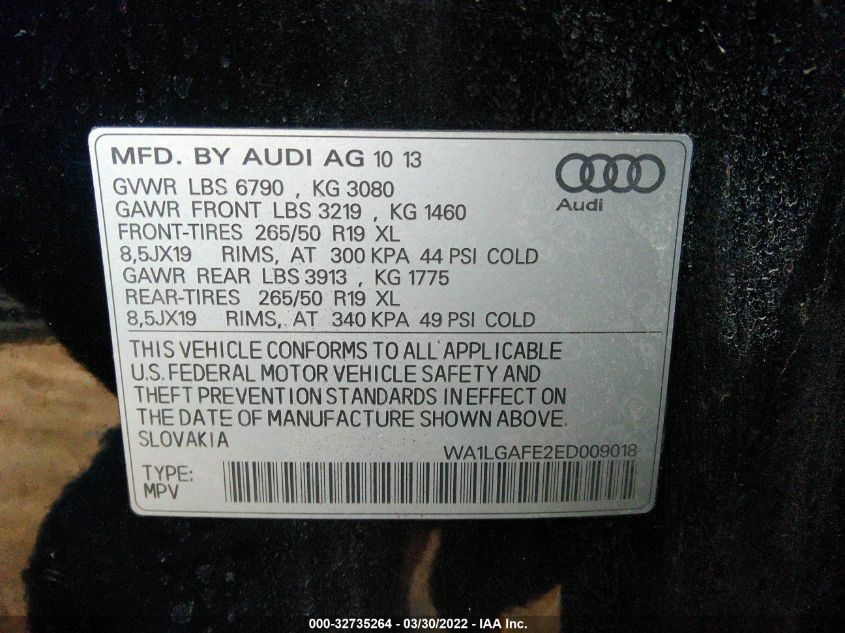 MFD. BY AUDI AG 10 13
GVWR LBS 6790 , KG 3080
GAWR FRONT LBS 3219 , KG 1460
FRONT-TIRES 265/50 R19 XL
8,5JX19 RIMS, AT 300 KPA 44 PSI COLD
GAWR REAR LBS 3913 , KG 1775
REAR-TIRES 265/50 R19 XL
8,5JX19 RIMS, AT 340 KPA 49 PSI COLD
Audi
THIS VEHICLE CONFORMS TO ALL APPLICABLE
U.S. FEDERAL MOTOR VEHICLE SAFETY AND
THEFT PREVENTION STANDARDS IN EFFECT ON
THE DATE OF MANUFACTURE SHOWN ABOVE.
SLOVAKIA
WA1LGAFE2ED009018
TYPE:
MPV
000-32735264 - 03/30/2022 - IAA Inc.